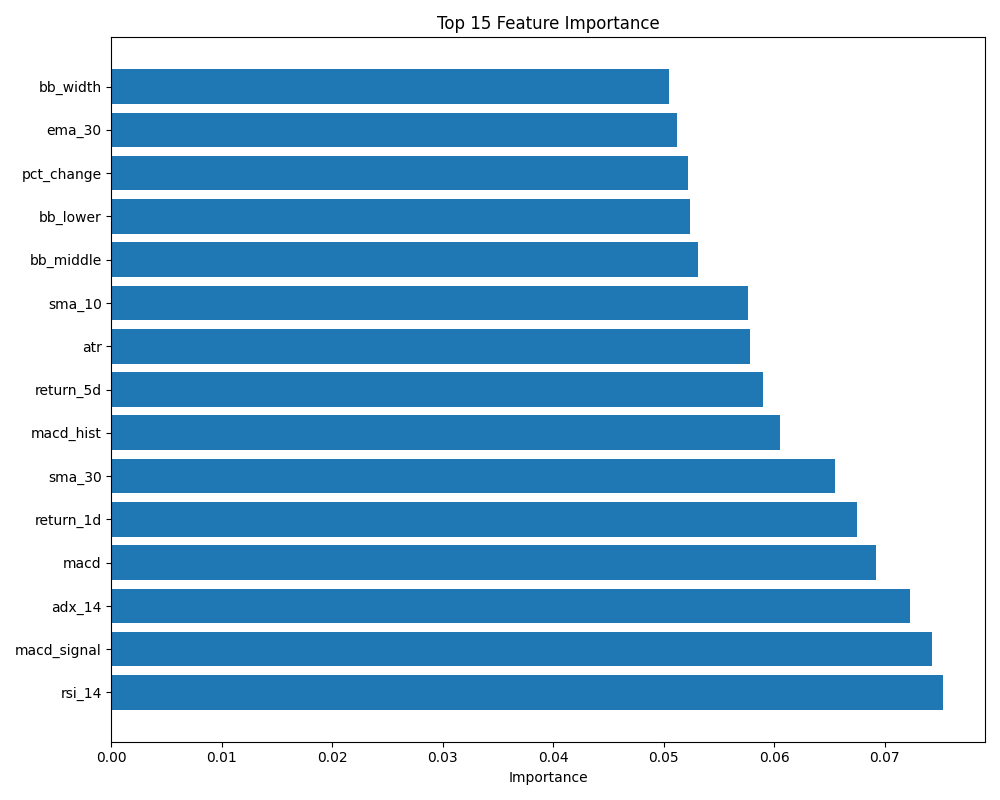 Top 15 Feature Importance
bb_width
ema_30
pct_change
bb_lower
bb_middle
sma_10
atr
return_5d
macd_hist
sma_30
return_1d
macd
adx_14
macd_signal
rsi_14
0.00 0.01 0.02 0.03 0.04 0.05 0.06 0.07
Importance